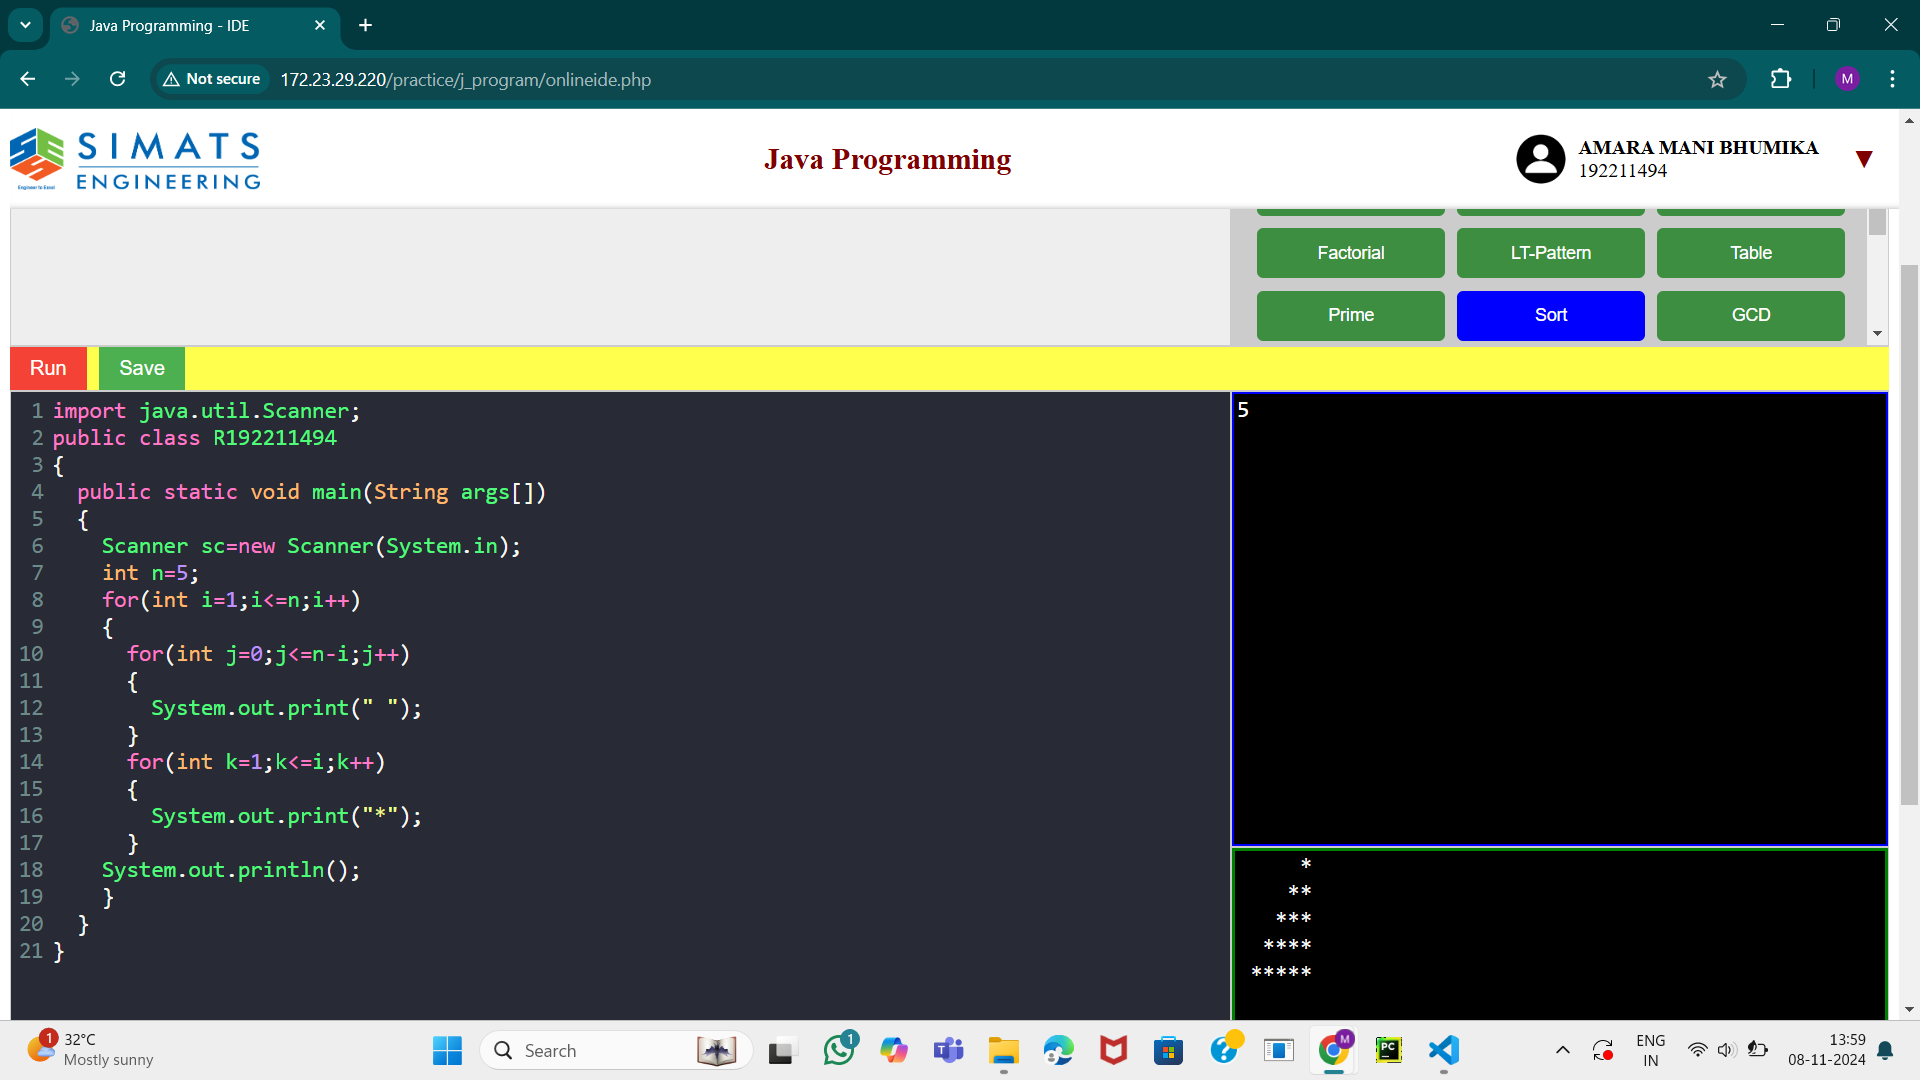 Java Programming - IDE
Not secure
172.23.29.220/practice/j_program/onlineide.php
M
SIMATS
ENGINEERING
Engineer to Excel
Java Programming
AMARA MANI BHUMIKA
192211494
Factorial
LT-Pattern
Table
Prime
Sort
GCD
Run
Save
1 import java.util.Scanner;
2 public class R192211494
3 {
4   public static void main(String args[])
5   {
6     Scanner sc=new Scanner(System.in);
7     int n=5;
8     for(int i=1;i<=n;i++)
9     {
10       for(int j=0;j<=n-i;j++)
11       {
12         System.out.print(" ");
13       }
14       for(int k=1;k<=i;k++)
15       {
16         System.out.print("*");
17       }
18     System.out.println();
19     }
20   }
21 }
5
     *
    **
   ***
  ****
 *****
1
32°C
Mostly sunny
Search
1
M
PC
ENG
IN
13:59
08-11-2024